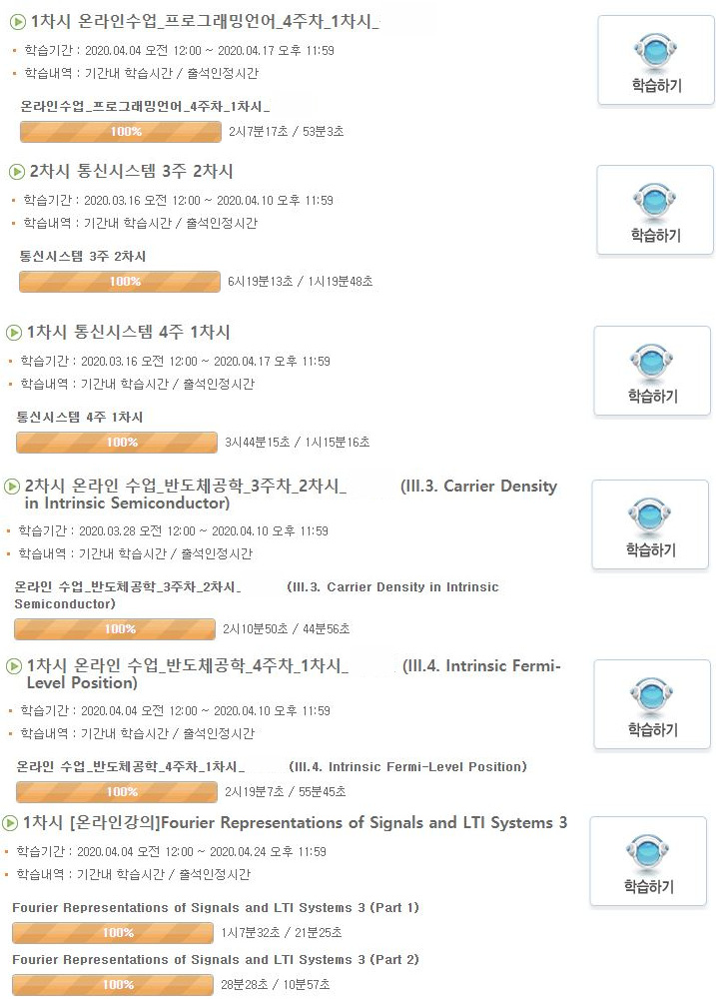 1차시 온라인수업_프로그래밍언어_4주차_1차시_
학습기간 : 2020.04.04 오전 12:00 ~ 2020.04.17 오후 11:59
학습내역 : 기간내 학습시간 / 출석인정시간
학습하기
온라인수업_프로그래밍언어_4주차_1차시_
100% 2시7분17초 / 53분3초
2차시 통신시스템 3주 2차시
학습기간 : 2020.03.16 오전 12:00 ~ 2020.04.10 오후 11:59
학습내역 : 기간내 학습시간 / 출석인정시간
학습하기
통신시스템 3주 2차시
100% 6시19분13초 / 1시19분48초
1차시 통신시스템 4주 1차시
학습기간 : 2020.03.16 오전 12:00 ~ 2020.04.17 오후 11:59
학습내역 : 기간내 학습시간 / 출석인정시간
학습하기
통신시스템 4주 1차시
100% 3시44분15초 / 1시15분16초
2차시 온라인 수업_반도체공학_3주차_2차시_ (III.3. Carrier Density
in Intrinsic Semiconductor)
학습기간 : 2020.03.28 오전 12:00 ~ 2020.04.10 오후 11:59
학습내역 : 기간내 학습시간 / 출석인정시간
학습하기
온라인 수업_반도체공학_3주차_2차시_ (III.3. Carrier Density in Intrinsic
Semiconductor)
100% 2시10분50초 / 44분56초
1차시 온라인 수업_반도체공학_4주차_1차시_ (III.4. Intrinsic Fermi-
Level Position)
학습기간 : 2020.04.04 오전 12:00 ~ 2020.04.10 오후 11:59
학습내역 : 기간내 학습시간 / 출석인정시간
학습하기
온라인 수업_반도체공학_4주차_1차시_ (III.4. Intrinsic Fermi-Level Position)
100% 2시19분7초 / 55분45초
1차시 [온라인강의]Fourier Representations of Signals and LTI Systems 3
학습기간 : 2020.04.04 오전 12:00 ~ 2020.04.24 오후 11:59
학습내역 : 기간내 학습시간 / 출석인정시간
학습하기
Fourier Representations of Signals and LTI Systems 3 (Part 1)
100% 1시7분32초 / 21분25초
Fourier Representations of Signals and LTI Systems 3 (Part 2)
100% 28분28초 / 10분57초